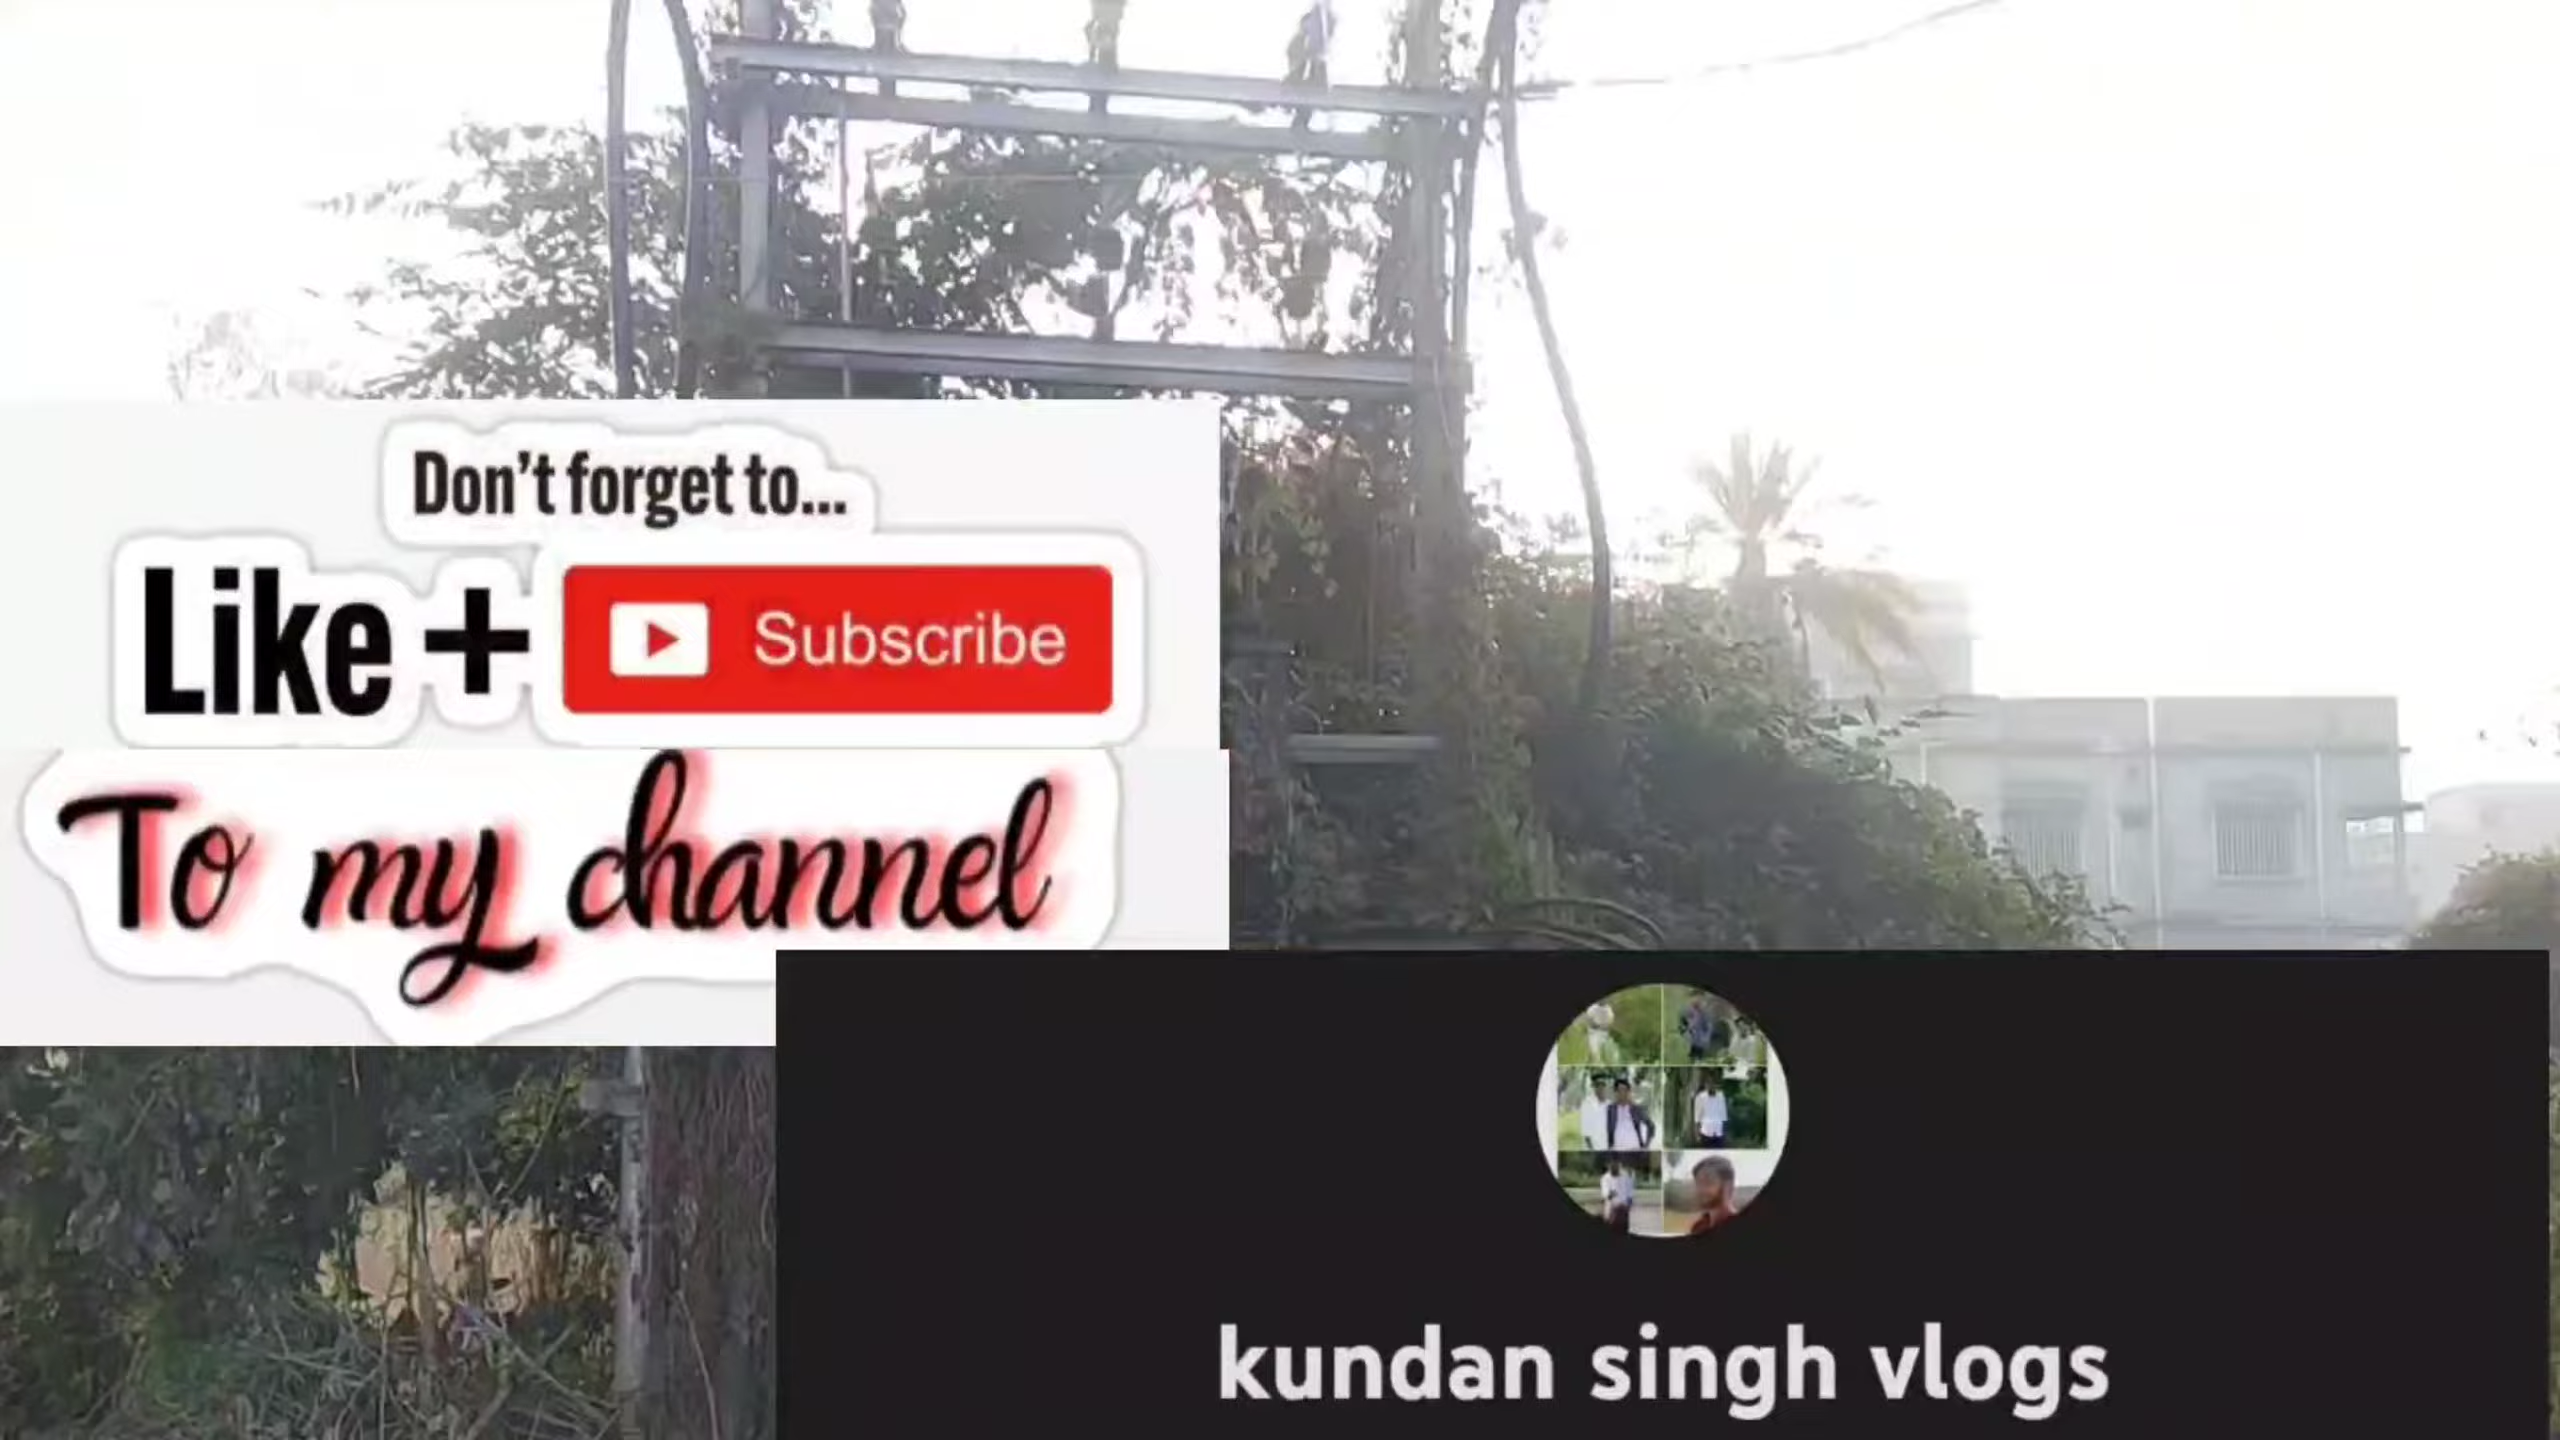 Don't forget to...
Like + Subscribe
To my channel
kundan singh vlogs